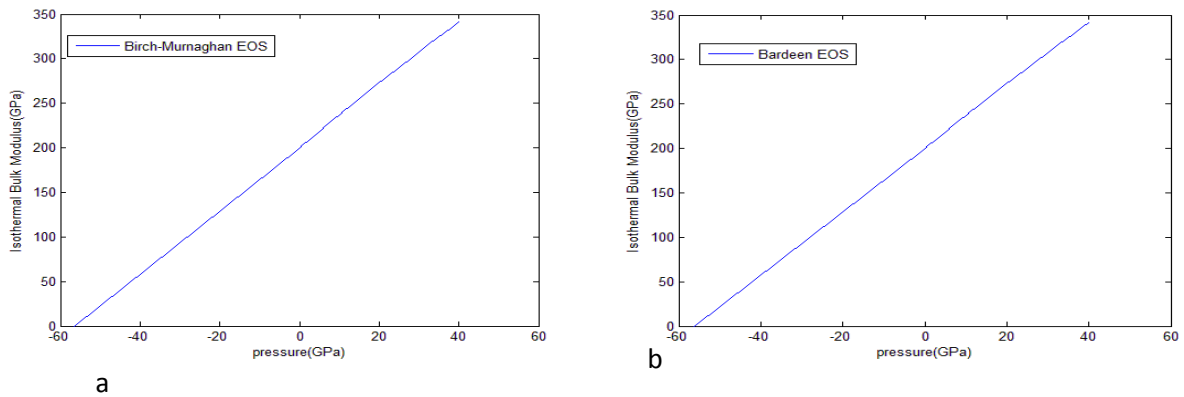 350
300
250
200
150
100
50
0
Isothermal Bulk Modulus(GPa)
Birch-Murnaghan EOS
-60 -40 -20 0 20 40 60
pressure(GPa)
a
350
300
250
200
150
100
50
0
Isothermal Bulk Modulus(GPa)
Bardeen EOS
-60 -40 -20 0 20 40 60
pressure(GPa)
b